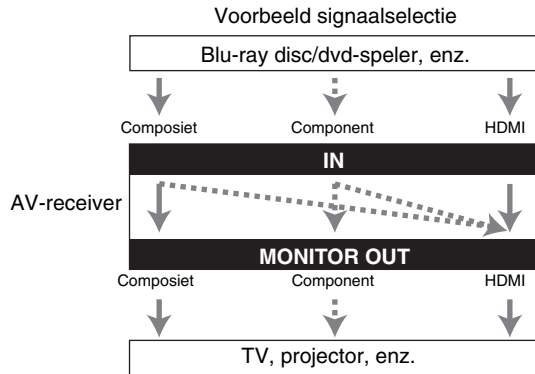 Voorbeeld signaalselectie
Blu-ray disc/dvd-speler, enz.
Composiet Component HDMI
IN
AV-receiver
MONITOR OUT
Composiet Component HDMI
TV, projector, enz.